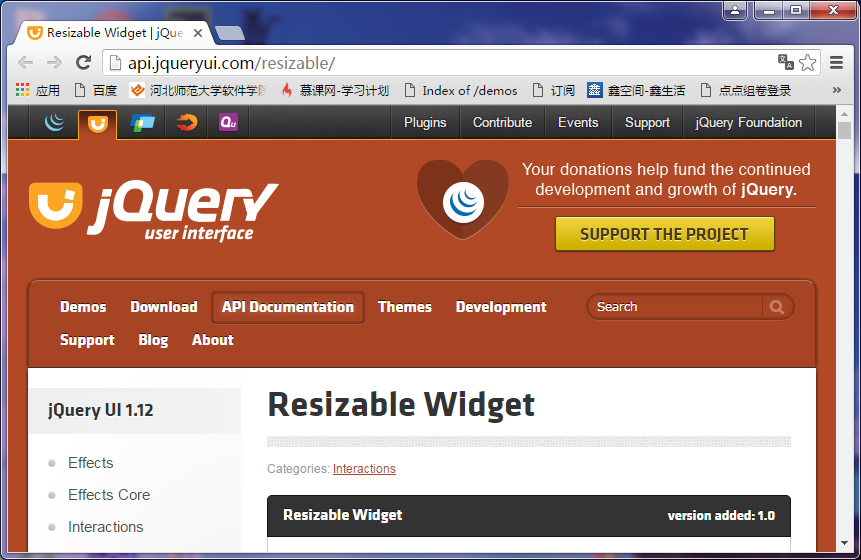 Resizable Widget | jQue
api.jqueryui.com/resizable/
应用 百度 河北师范大学软件学院 慕课网-学习计划 Index of /demos 订阅 鑫 鑫空间-鑫生活 点点组卷登录 »
Qu Plugins Contribute Events Support jQuery Foundation
Your donations help fund the continued
development and growth of jQuery.
jQuery
user interface
SUPPORT THE PROJECT
Demos Download API Documentation Themes Development Search
Support Blog About
jQuery UI 1.12
Resizable Widget
Effects
Categories: Interactions
Effects Core
Resizable Widget version added: 1.0
Interactions